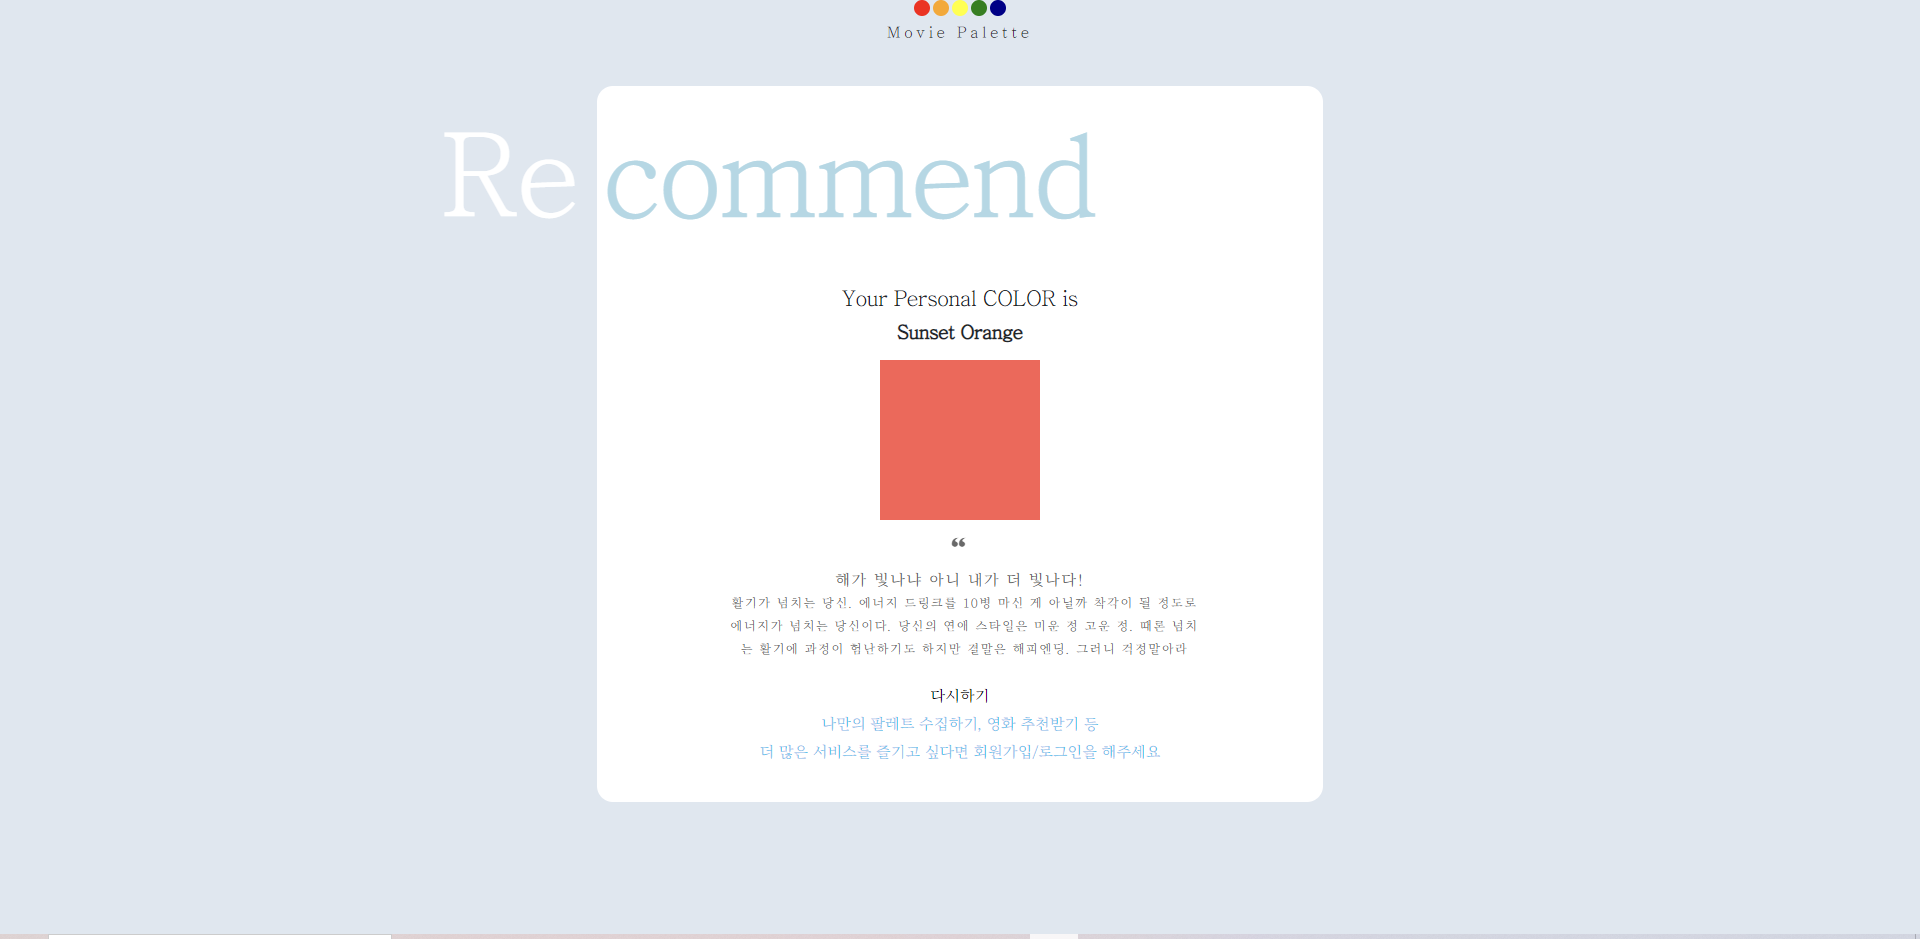 Movie Palette
Recommend
Your Personal COLOR is
Sunset Orange
❝
해가 빛나냐 아니 내가 더 빛나다!
활기가 넘치는 당신. 에너지 드링크를 10병 마신 게 아닐까 착각이 될 정도로
에너지가 넘치는 당신이다. 당신의 연애 스타일은 미운 정 고운 정. 때론 넘치
는 활기에 과정이 험난하기도 하지만 결말은 해피엔딩. 그러니 걱정말아라
다시하기
나만의 팔레트 수집하기, 영화 추천받기 등
더 많은 서비스를 즐기고 싶다면 회원가입/로그인을 해주세요